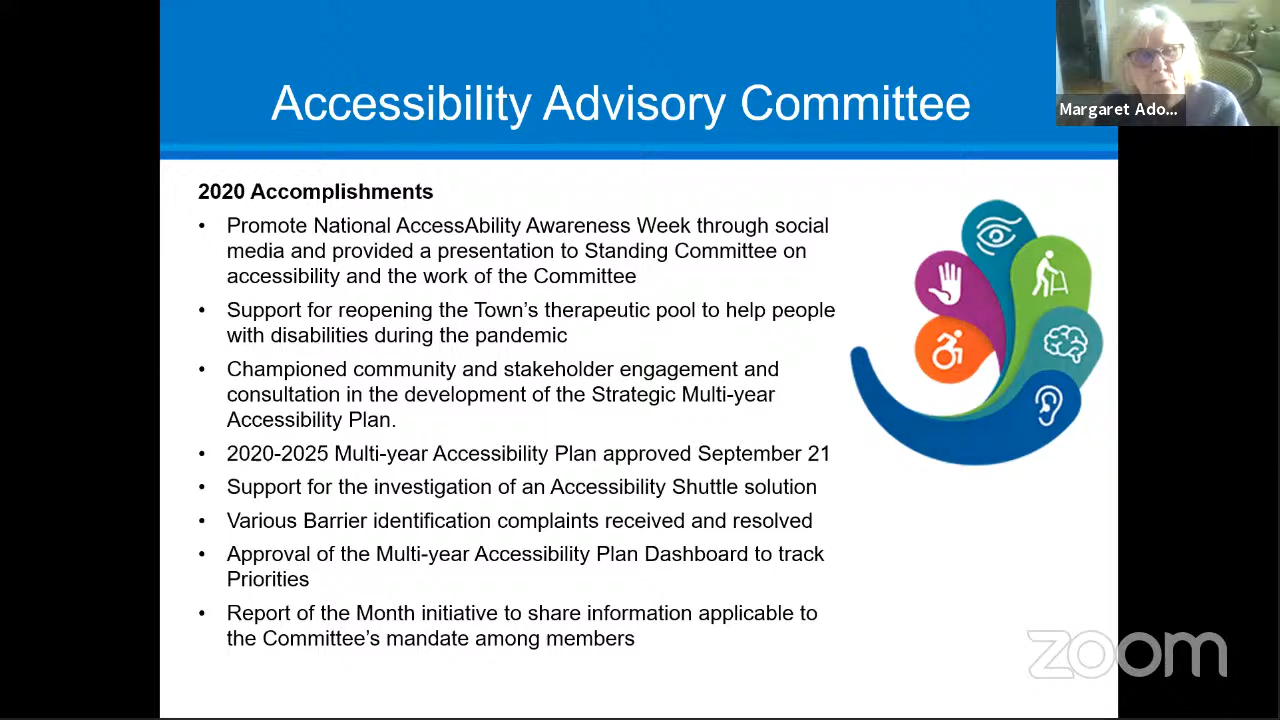 Accessibility Advisory Committee
Margaret Ado...
2020 Accomplishments
• Promote National AccessAbility Awareness Week through social
media and provided a presentation to Standing Committee on
accessibility and the work of the Committee
• Support for reopening the Town’s therapeutic pool to help people
with disabilities during the pandemic
• Championed community and stakeholder engagement and
consultation in the development of the Strategic Multi-year
Accessibility Plan.
• 2020-2025 Multi-year Accessibility Plan approved September 21
• Support for the investigation of an Accessibility Shuttle solution
• Various Barrier identification complaints received and resolved
• Approval of the Multi-year Accessibility Plan Dashboard to track
Priorities
• Report of the Month initiative to share information applicable to
the Committee’s mandate among members
zoom